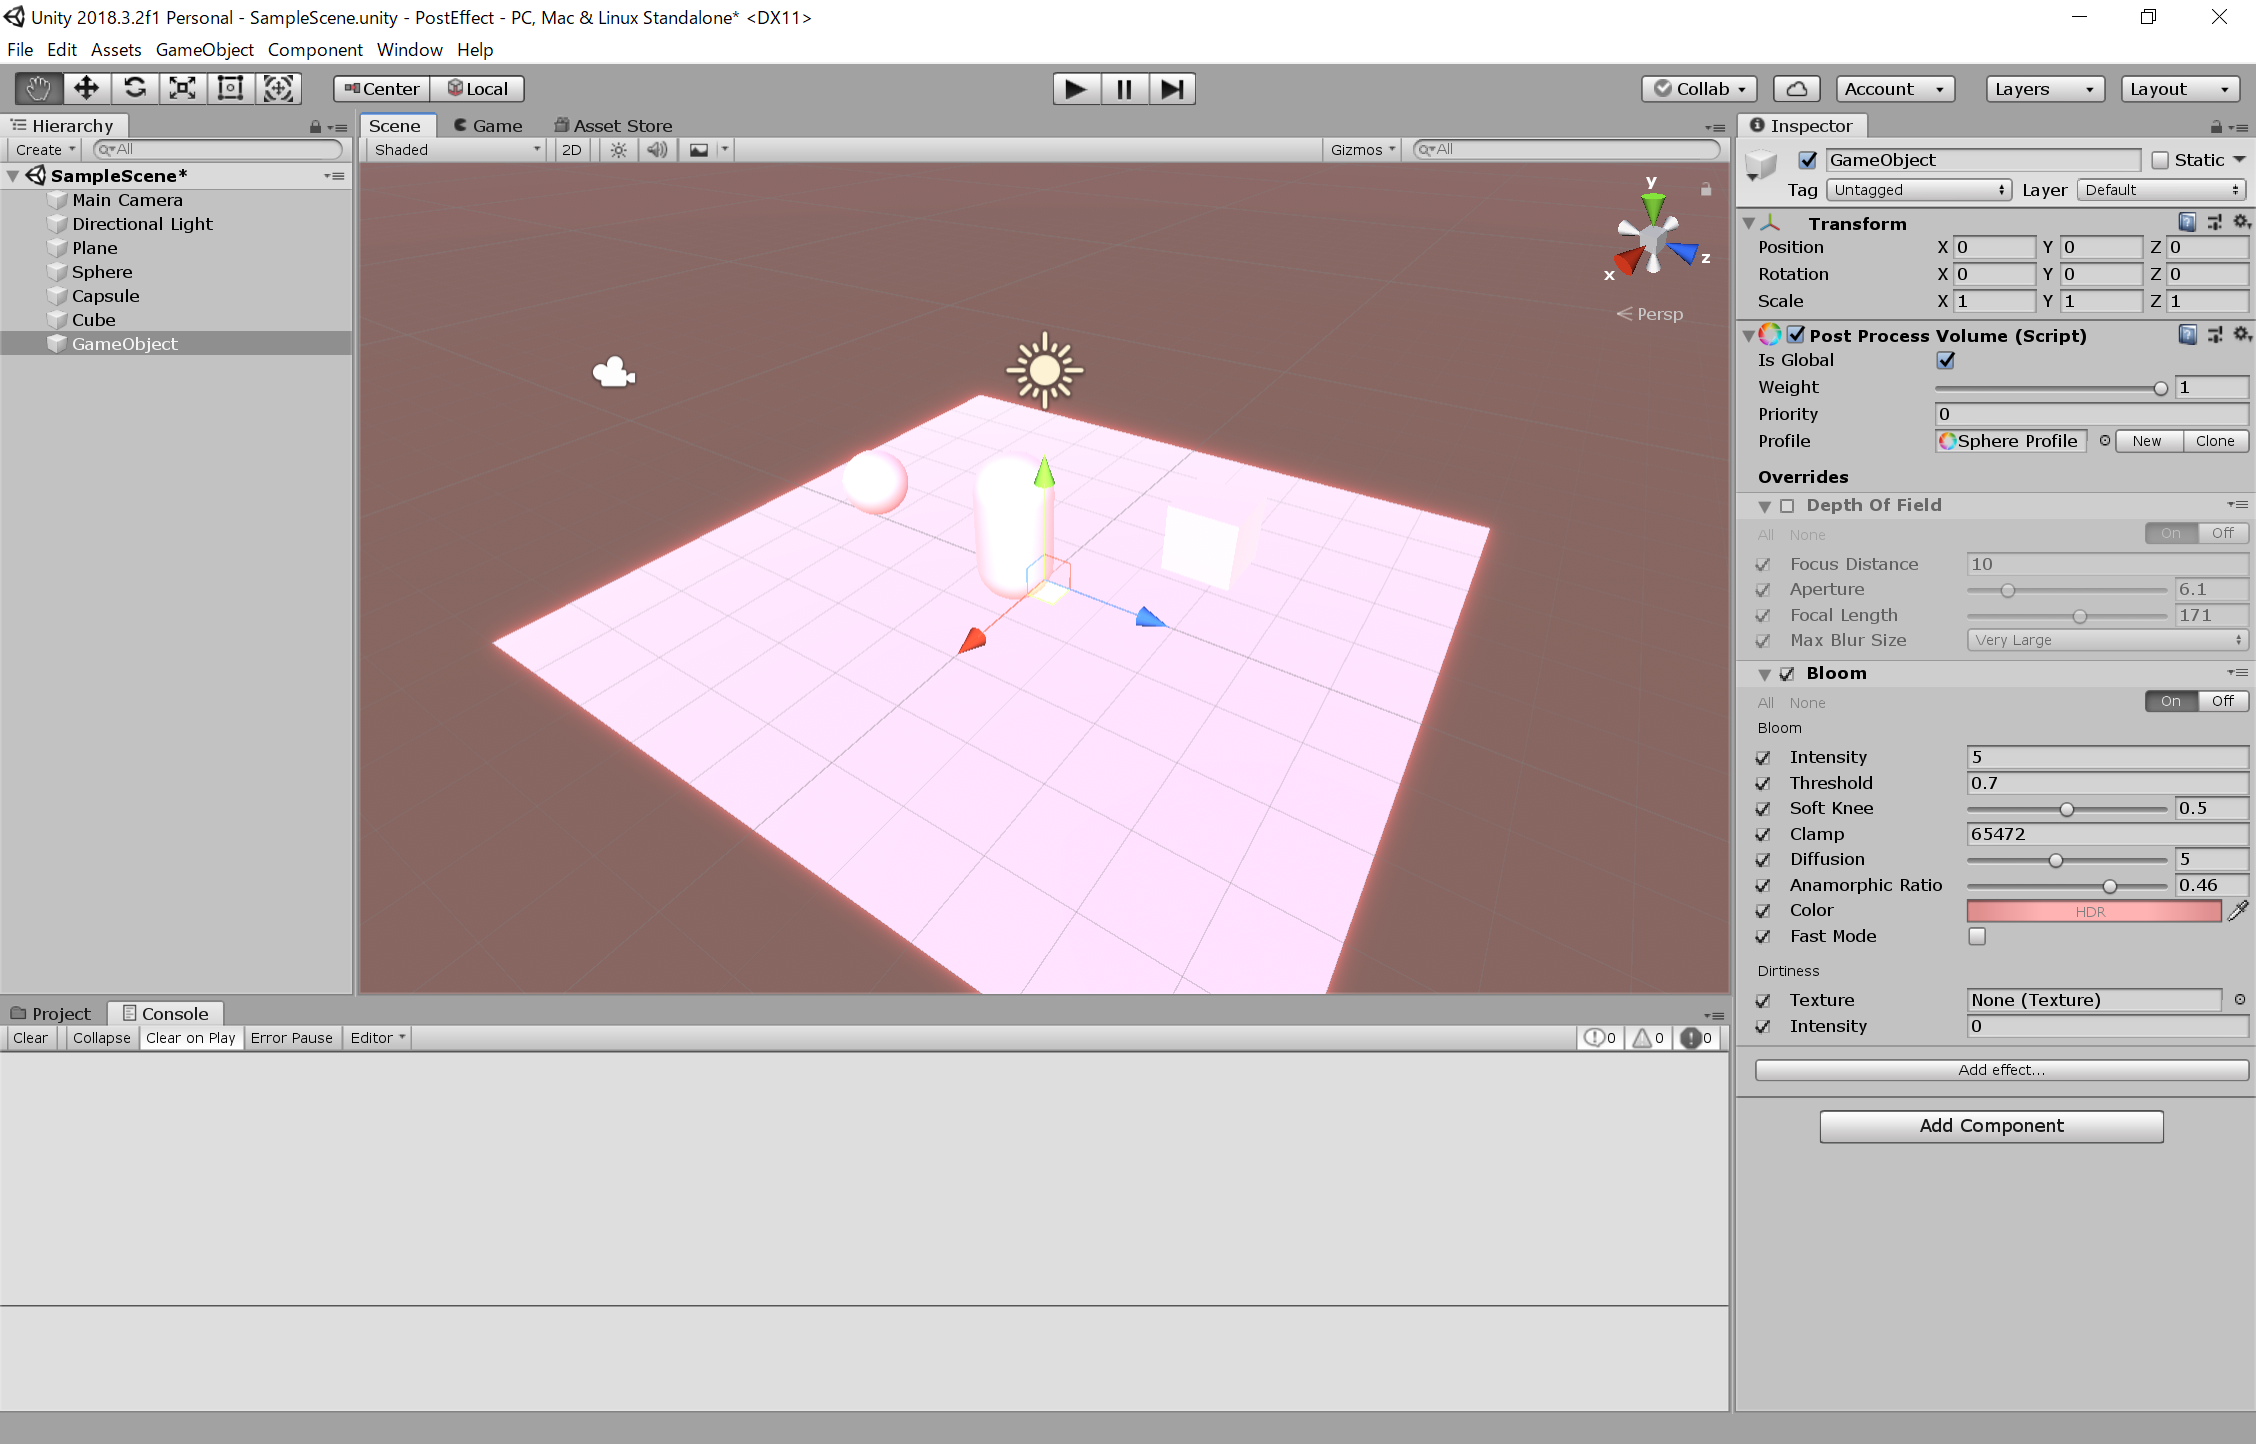 Unity 2018.3.2f1 Personal - SampleScene.unity - PostEffect - PC, Mac & Linux Standalone* <DX11>
File Edit Assets GameObject Component Window Help
Center Local Collab Account Layers Layout
Hierarchy
Create All
SampleScene*
Main Camera
Directional Light
Plane
Sphere
Capsule
Cube
GameObject
Scene Game Asset Store
Shaded 2D Gizmos All
y
x z
Persp
Project Console
Clear Collapse Clear on Play Error Pause Editor 0 0 0
Inspector
GameObject Static
Tag Untagged Layer Default
Transform
Position X 0 Y 0 Z 0
Rotation X 0 Y 0 Z 0
Scale X 1 Y 1 Z 1
Post Process Volume (Script)
Is Global
Weight 1
Priority 0
Profile Sphere Profile New Clone
Overrides
Depth Of Field
All None On Off
Focus Distance 10
Aperture 6.1
Focal Length 171
Max Blur Size Very Large
Bloom
All None On Off
Bloom
Intensity 5
Threshold 0.7
Soft Knee 0.5
Clamp 65472
Diffusion 5
Anamorphic Ratio 0.46
Color HDR
Fast Mode
Dirtiness
Texture None (Texture)
Intensity 0
Add effect...
Add Component